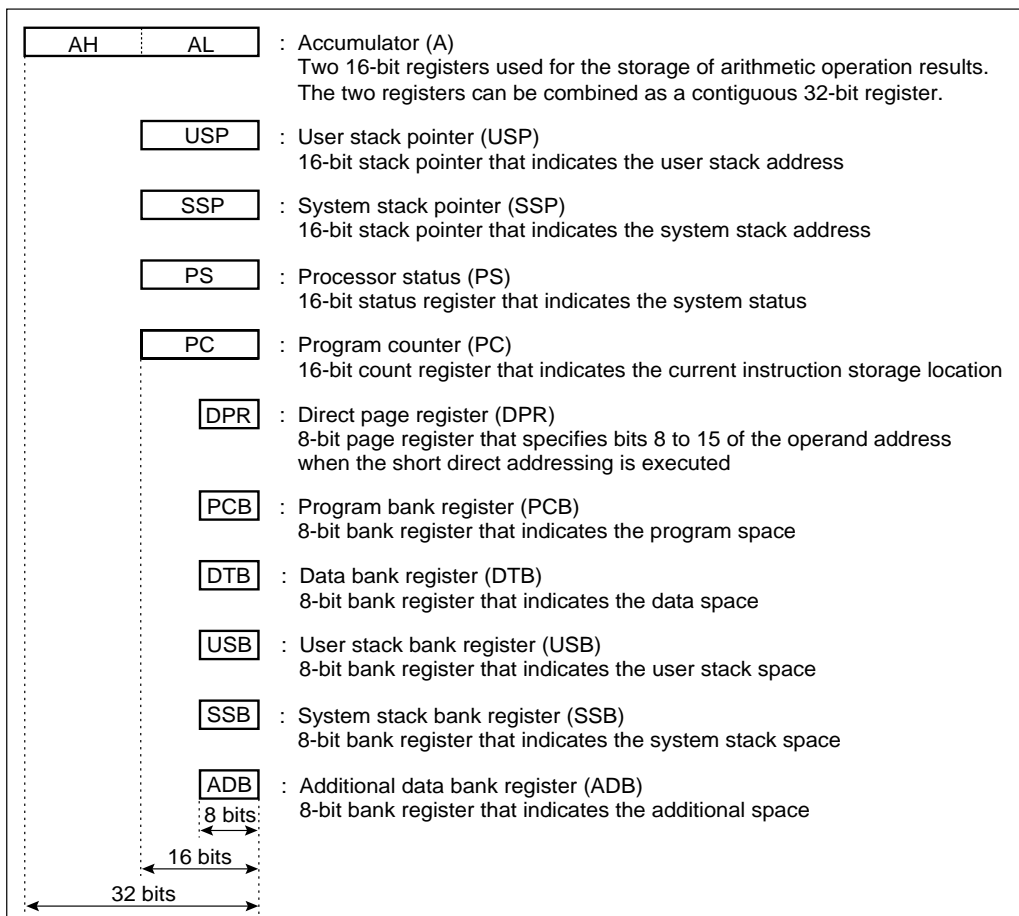 AH AL : Accumulator (A)
Two 16-bit registers used for the storage of arithmetic operation results.
The two registers can be combined as a contiguous 32-bit register.
USP : User stack pointer (USP)
16-bit stack pointer that indicates the user stack address
SSP : System stack pointer (SSP)
16-bit stack pointer that indicates the system stack address
PS : Processor status (PS)
16-bit status register that indicates the system status
PC : Program counter (PC)
16-bit count register that indicates the current instruction storage location
DPR : Direct page register (DPR)
8-bit page register that specifies bits 8 to 15 of the operand address
when the short direct addressing is executed
PCB : Program bank register (PCB)
8-bit bank register that indicates the program space
DTB : Data bank register (DTB)
8-bit bank register that indicates the data space
USB : User stack bank register (USB)
8-bit bank register that indicates the user stack space
SSB : System stack bank register (SSB)
8-bit bank register that indicates the system stack space
ADB : Additional data bank register (ADB)
8-bit bank register that indicates the additional space
8 bits
16 bits
32 bits